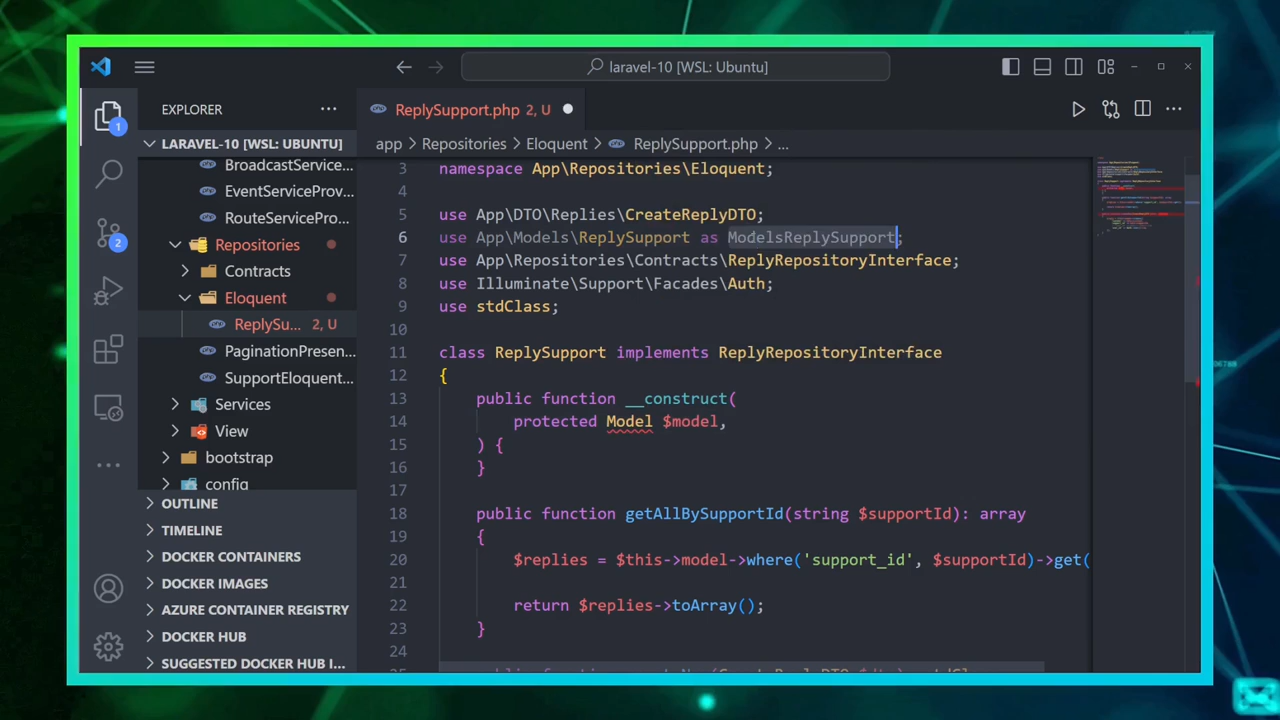 laravel-10 [WSL: Ubuntu]
EXPLORER
ReplySupport.php 2, U
1
LARAVEL-10 [WSL: UBUNTU]
app > Repositories > Eloquent > ReplySupport.php > ...
BroadcastService...
EventServiceProv...
RouteServicePro...
2
Repositories
Contracts
Eloquent
ReplySu... 2, U
PaginationPresen...
SupportEloquent...
Services
View
bootstrap
config
OUTLINE
TIMELINE
DOCKER CONTAINERS
DOCKER IMAGES
AZURE CONTAINER REGISTRY
DOCKER HUB
SUGGESTED DOCKER HUB I...
3 namespace App\Repositories\Eloquent;
4
5 use App\DTO\Replies\CreateReplyDTO;
6 use App\Models\ReplySupport as ModelsReplySupport;
7 use App\Repositories\Contracts\ReplyRepositoryInterface;
8 use Illuminate\Support\Facades\Auth;
9 use stdClass;
10
11 class ReplySupport implements ReplyRepositoryInterface
12 {
13 public function __construct(
14 protected Model $model,
15 ) {
16 }
17
18 public function getAllBySupportId(string $supportId): array
19 {
20 $replies = $this->model->where('support_id', $supportId)->get(
21
22 return $replies->toArray();
23 }
24